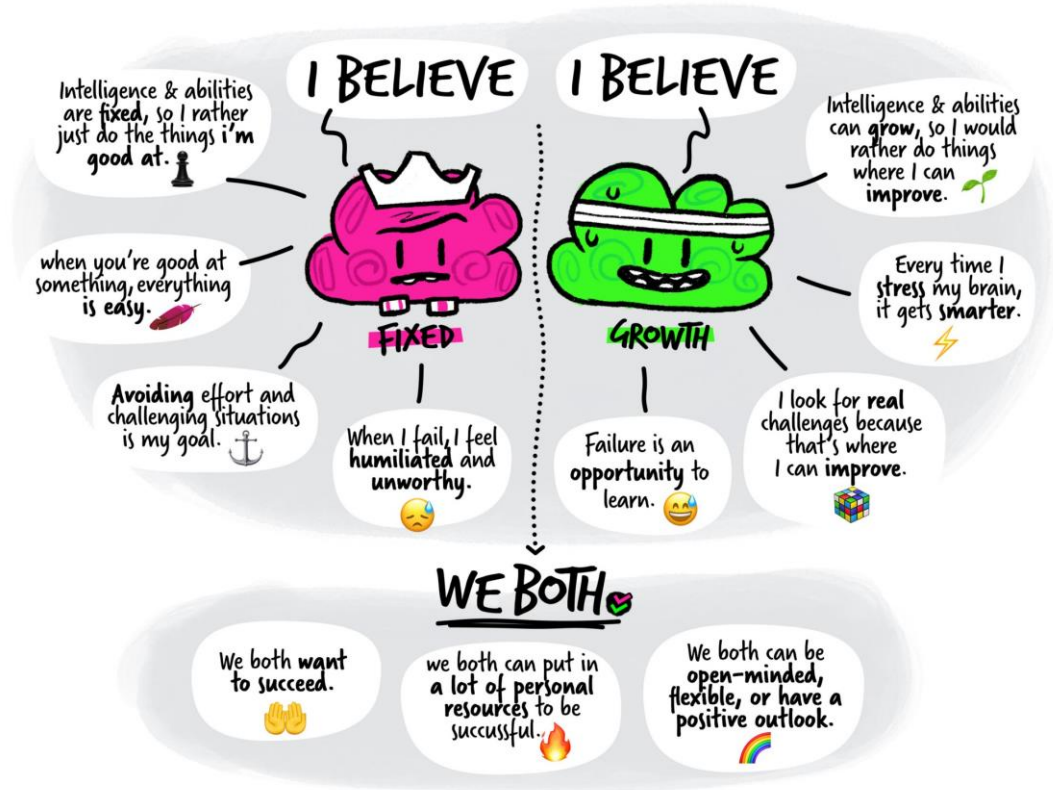 I BELIEVE
Intelligence & abilities
are fixed, so I rather
just do the things i'm
good at.
when you're good at
something, everything
is easy.
Avoiding effort and
challenging situations
is my goal.
When I fail, I feel
humiliated and
unworthy.
FIXED
I BELIEVE
Intelligence & abilities
can grow, so I would
rather do things
where I can
improve.
Every time I
stress my brain,
it gets smarter.
I look for real
challenges because
that's where
I can improve.
Failure is an
opportunity to
learn.
GROWTH
WE BOTH
We both want
to succeed.
we both can put in
a lot of personal
resources to be
succussful.
We both can be
open-minded,
flexible, or have a
positive outlook.